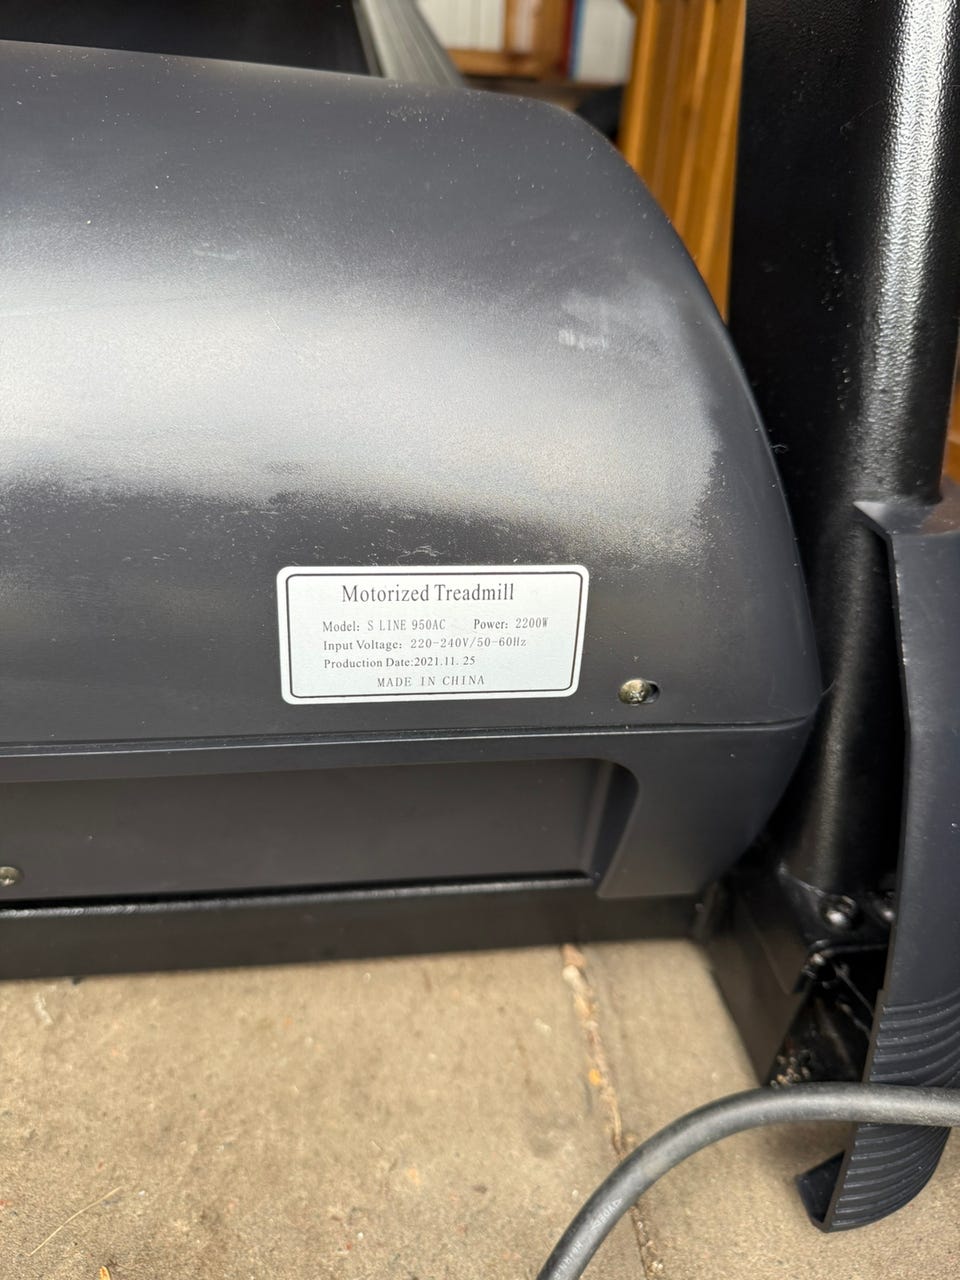 Motorized Treadmill
Model: S LINE 950AC Power: 2200W
Input Voltage: 220-240V/50-60Hz
Production Date:2021.11.25
MADE IN CHINA